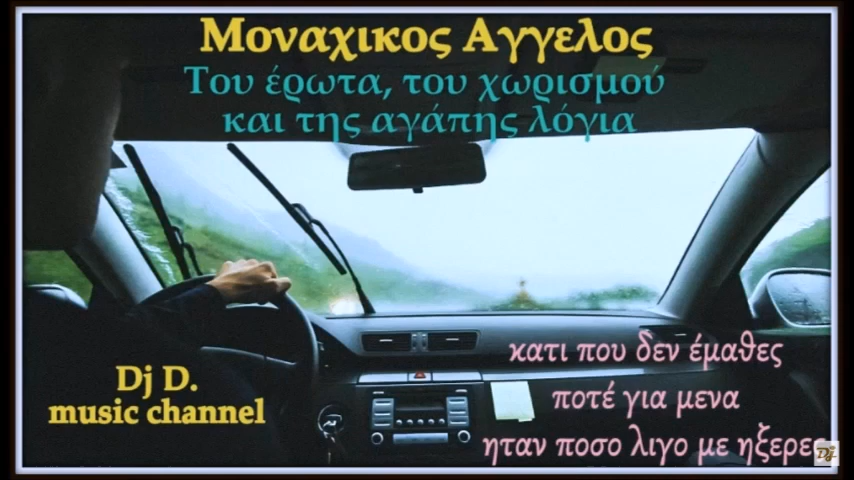 Μοναχικος Αγγελος
Του έρωτα, του χωρισμού
και της αγάπης λόγια
κατι που δεν έμαθες
ποτέ για μενα
ηταν ποσο λιγο με ηξερες
Dj D.
music channel
Dj